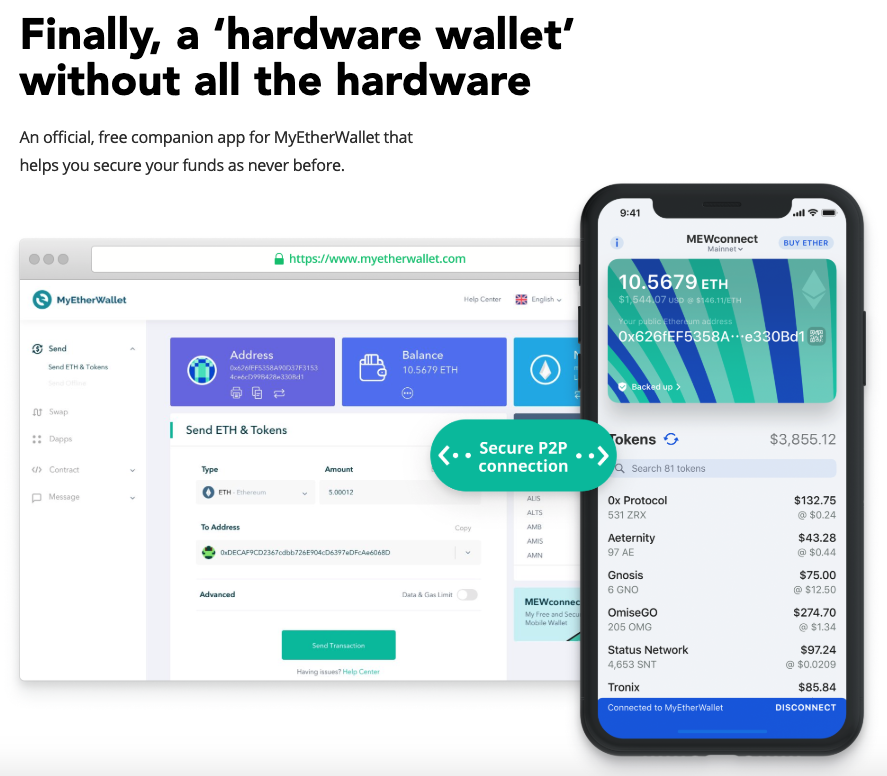 Finally, a ‘hardware wallet’
without all the hardware
An official, free companion app for MyEtherWallet that
helps you secure your funds as never before.
https://www.myetherwallet.com
MyEtherWallet
Help Center
English
Send
Send ETH & Tokens
Send Offline
Swap
Dapps
Contract
Message
Address
0x626fEF5358A90D37F3153
4ce6cD99B428e3308d1
Balance
10.5679 ETH
N
Send ETH & Tokens
Type
Amount
ETH - Ethereum
5.00012
To Address
Copy
0xDECAF9CD2367cdbb726E904cD6397eDFcAe6068D
Advanced
Data & Gas Limit
Send Transaction
Having issues? Help Center
ALIS
ALTS
AMB
AMIS
AMN
MEWconnec
My Free and Secu
Mobile Wallet
Secure P2P
connection
9:41
MEWconnect
Mainnet
BUY ETHER
10.5679 ETH
$1,544.07 USD @ $146.11/ETH
Your public Ethereum address
0x626fEF5358A···e330Bd1
Backed up
Tokens
$3,855.12
Search 81 tokens
0x Protocol
$132.75
531 ZRX
@ $0.24
Aeternity
$43.28
97 AE
@ $0.44
Gnosis
$75.00
6 GNO
@ $12.50
OmiseGO
$274.70
205 OMG
@ $1.34
Status Network
$97.24
4,653 SNT
@ $0.0209
Tronix
$85.84
Connected to MyEtherWallet
DISCONNECT